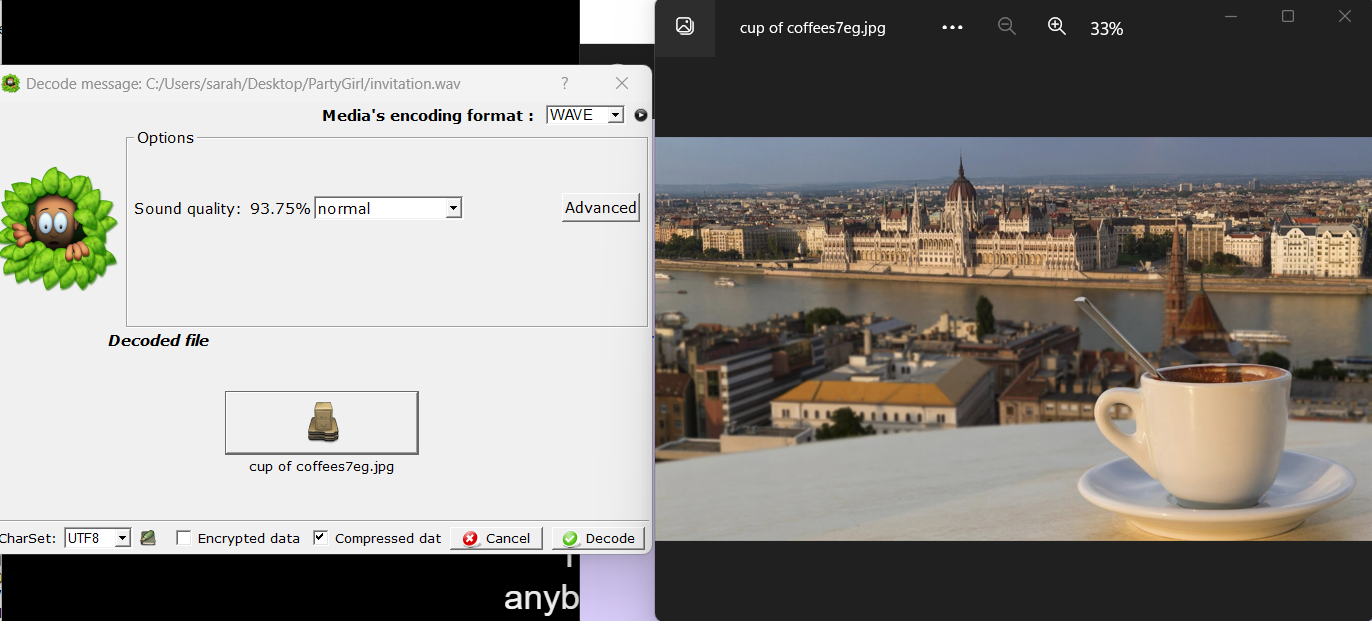 Decode message: C:/Users/sarah/Desktop/PartyGirl/invitation.wav ?
Media's encoding format : WAVE
Options
Sound quality: 93.75% normal
Advanced
Decoded file
cup of coffees7eg.jpg
CharSet: UTF8 Encrypted data Compressed dat Cancel Decode
anyb
cup of coffees7eg.jpg ••• 33%